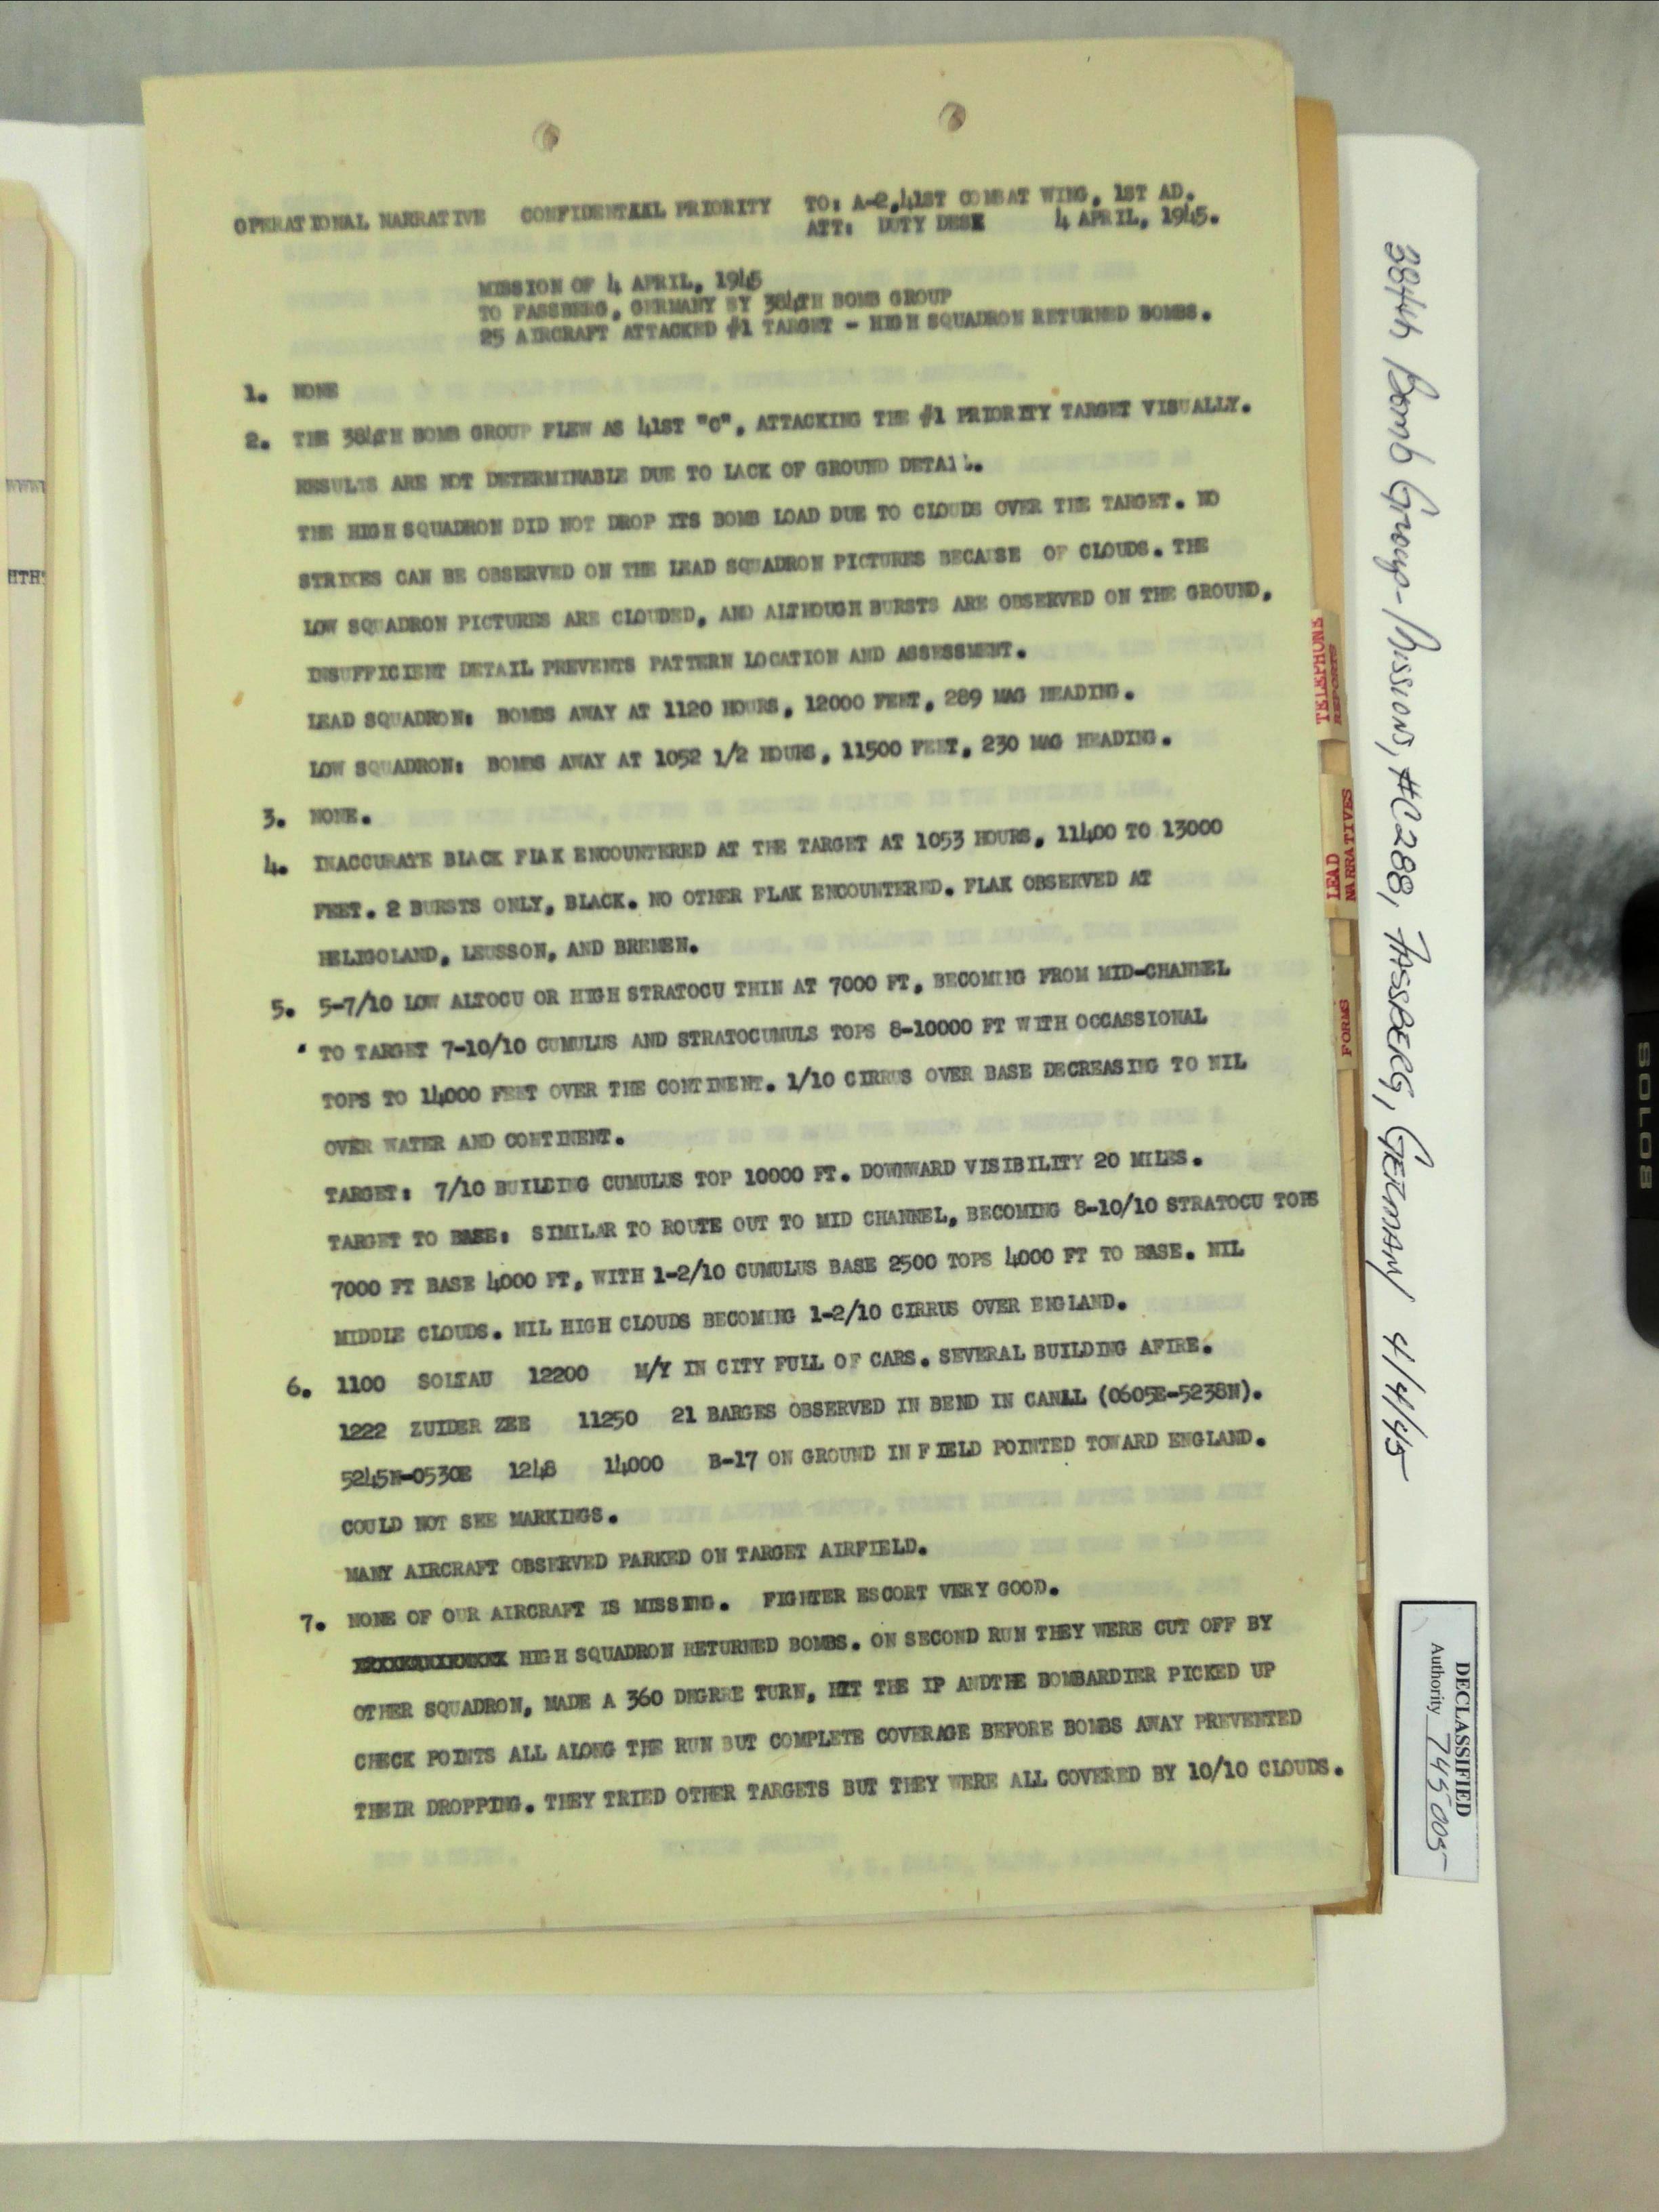 OPERATIONAL NARRATIVE CONFIDENTAXL PRIORITY TO: A-2,41ST COMBAT WING, 1ST AD.
ATT: DUTY DESK 4 APRIL, 1945.
MISSION OF 4 APRIL, 1945
TO FASSBERG, GERMANY BY 384TH BOMB GROUP
25 AIRCRAFT ATTACKED #1 TARGET - HIGH SQUADRON RETURNED BOMBS.
1. NONE
2. THE 384TH BOMB GROUP FLEW AS 41ST "C", ATTACKING THE #1 PRIORITY TARGET VISUALLY.
RESULTS ARE NOT DETERMINABLE DUE TO LACK OF GROUND DETAIL.
THE HIGH SQUADRON DID NOT DROP ITS BOMB LOAD DUE TO CLOUDS OVER THE TARGET. NO
STRIKES CAN BE OBSERVED ON THE LEAD SQUADRON PICTURES BECAUSE OF CLOUDS. THE
LOW SQUADRON PICTURES ARE CLOUDED, AND ALTHOUGH BURSTS ARE OBSERVED ON THE GROUND,
INSUFFICIENT DETAIL PREVENTS PATTERN LOCATION AND ASSESSMENT.
LEAD SQUADRON: BOMBS AWAY AT 1120 HOURS, 12000 FEET, 289 MAG HEADING.
LOW SQUADRON: BOMBS AWAY AT 1052 1/2 HOURS, 11500 FEET, 230 MAG HEADING.
3. NONE.
4. INACCURATE BLACK FLAK ENCOUNTERED AT THE TARGET AT 1053 HOURS, 11400 TO 13000
FEET. 2 BURSTS ONLY, BLACK. NO OTHER FLAK ENCOUNTERED. FLAK OBSERVED AT
HELIGOLAND, LEUSSON, AND BREMEN.
5. 5-7/10 LOW ALTOCU OR HIGH STRATOCU THIN AT 7000 FT, BECOMING FROM MID-CHANNEL
TO TARGET 7-10/10 CUMULUS AND STRATOCUMULS TOPS 8-10000 FT WITH OCCASSIONAL
TOPS TO 14000 FEET OVER THE CONTINENT. 1/10 CIRRUS OVER BASE DECREASING TO NIL
OVER WATER AND CONTINENT.
TARGET: 7/10 BUILDING CUMULUS TOP 10000 FT. DOWNWARD VISIBILITY 20 MILES.
TARGET TO BASE: SIMILAR TO ROUTE OUT TO MID CHANNEL, BECOMING 8-10/10 STRATOCU TOPS
7000 FT BASE 4000 FT, WITH 1-2/10 CUMULUS BASE 2500 TOPS 4000 FT TO BASE. NIL
MIDDLE CLOUDS. NIL HIGH CLOUDS BECOMING 1-2/10 CIRRUS OVER ENGLAND.
6. 1100 SOLTAU 12200 M/Y IN CITY FULL OF CARS. SEVERAL BUILDING AFIRE.
1222 ZUIDER ZEE 11250 21 BARGES OBSERVED IN BEND IN CANAL (0605E-5238N).
5245N-0530E 1248 14000 B-17 ON GROUND IN FIELD POINTED TOWARD ENGLAND.
COULD NOT SEE MARKINGS.
MANY AIRCRAFT OBSERVED PARKED ON TARGET AIRFIELD.
7. NONE OF OUR AIRCRAFT IS MISSING. FIGHTER ESCORT VERY GOOD.
HIGH SQUADRON RETURNED BOMBS. ON SECOND RUN THEY WERE CUT OFF BY
OTHER SQUADRON, MADE A 360 DEGREE TURN, HIT THE IP ANDTHE BOMBARDIER PICKED UP
CHECK POINTS ALL ALONG THE RUN BUT COMPLETE COVERAGE BEFORE BOMBS AWAY PREVENTED
THEIR DROPPING. THEY TRIED OTHER TARGETS BUT THEY WERE ALL COVERED BY 10/10 CLOUDS.
TELEPHONE
REPORTS
LEAD
NARRATIVES
FORMS
384th Bomb Group-Mission, #C288, FASSBERG, GERMANY 4/4/45
DECLASSIFIED
Authority 745005
SOLO8